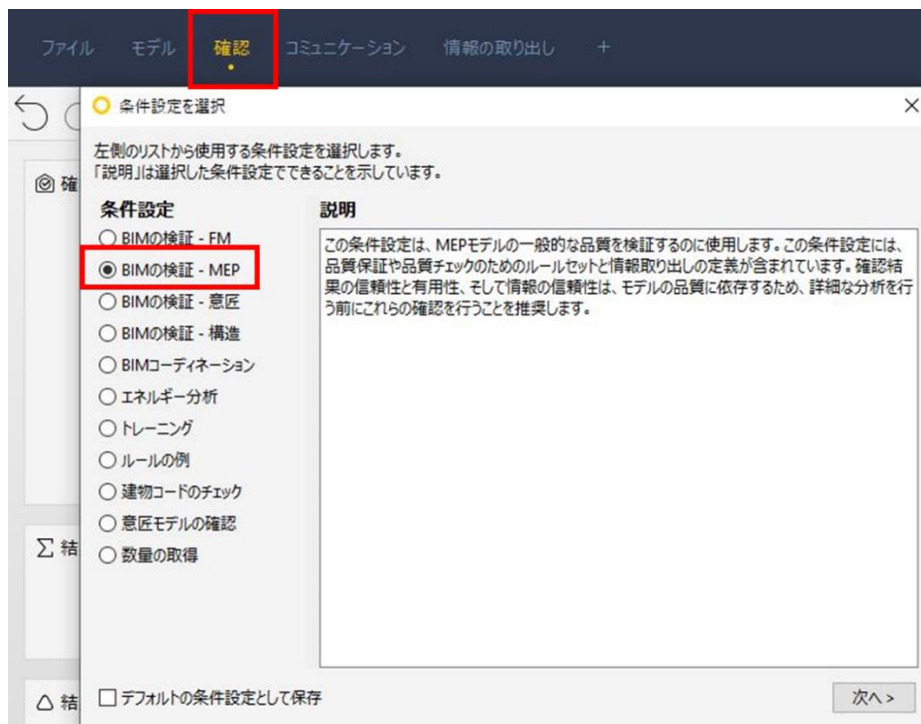 ファイル モデル 確認 コミュニケーション 情報の取り出し +
条件設定を選択
左側のリストから使用する条件設定を選択します。
「説明」は選択した条件設定でできることを示しています。
確
条件設定
説明
BIMの検証 - FM
BIMの検証 - MEP
BIMの検証 - 意匠
BIMの検証 - 構造
BIMコーディネーション
エネルギー分析
トレーニング
ルールの例
建物コードのチェック
意匠モデルの確認
数量の取得
この条件設定は、MEPモデルの一般的な品質を検証するのに使用します。この条件設定には、
品質保証や品質チェックのためのルールセットと情報取り出しの定義が含まれています。確認結
果の信頼性と有用性、そして情報の信頼性は、モデルの品質に依存するため、詳細な分析を行
う前にこれらの確認を行うことを推奨します。
結
結
デフォルトの条件設定として保存
次へ >